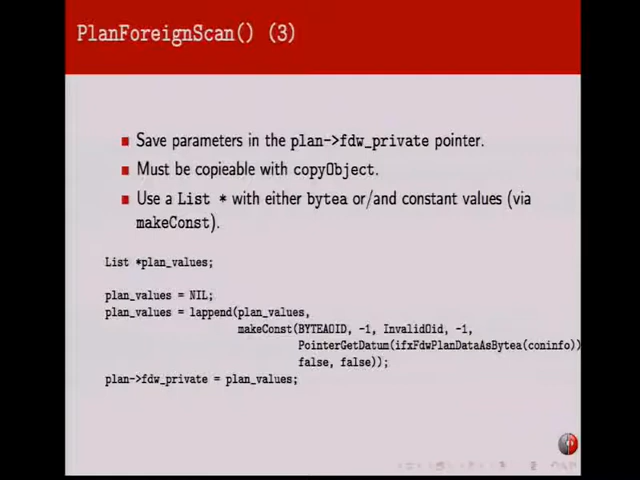 PlanForeignScan() (3)
Save parameters in the plan->fdw_private pointer.
Must be copieable with copyObject.
Use a List * with either bytea or/and constant values (via
makeConst).
List *plan_values;
plan_values = NIL;
plan_values = lappend(plan_values,
makeConst(BYTEAOID, -1, InvalidOid, -1,
PointerGetDatum(ifxFdwPlanDataAsBytea(coninfo))
false, false));
plan->fdw_private = plan_values;